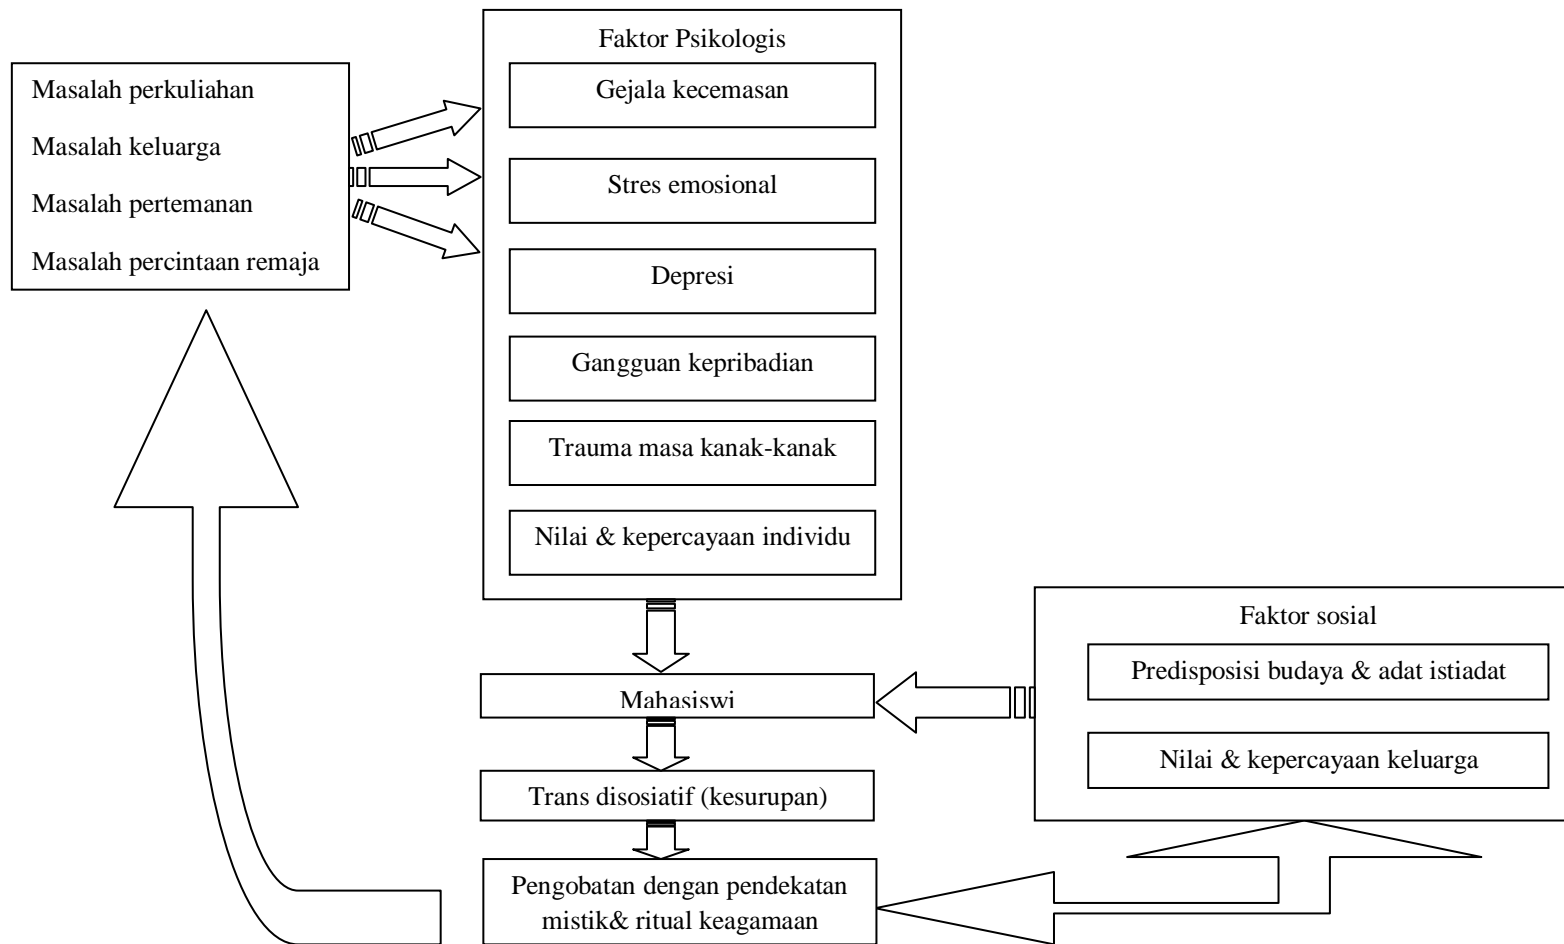 Masalah perkuliahan
Masalah keluarga
Masalah pertemanan
Masalah percintaan remaja
Faktor Psikologis
Gejala kecemasan
Stres emosional
Depresi
Gangguan kepribadian
Trauma masa kanak-kanak
Nilai & kepercayaan individu
Faktor sosial
Predisposisi budaya & adat istiadat
Nilai & kepercayaan keluarga
Mahasiswi
Trans disosiatif (kesurupan)
Pengobatan dengan pendekatan
mistik& ritual keagamaan